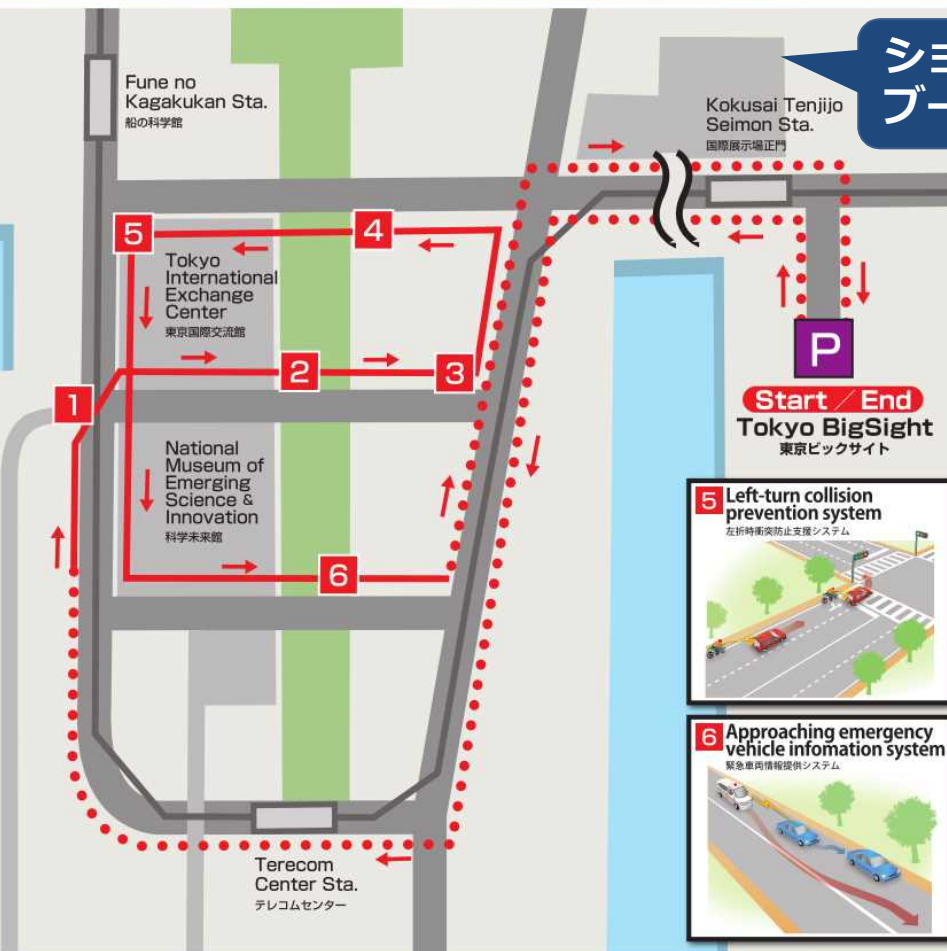 Fune no
Kagakukan Sta.
船の科学館
ショ
ブー
Kokusai Tenjijo
Seimon Sta.
国際展示場正門
5
4
Tokyo
International
Exchange
Center
東京国際交流館
2
3
1
P
Start / End
Tokyo BigSight
東京ビックサイト
National
Museum of
Emerging
Science &
Innovation
科学未来館
6
5 Left-turn collision
prevention system
左折時衝突防止支援システム
6 Approaching emergency
vehicle infomation system
緊急車両情報提供システム
Terecom
Center Sta.
テレコムセンター